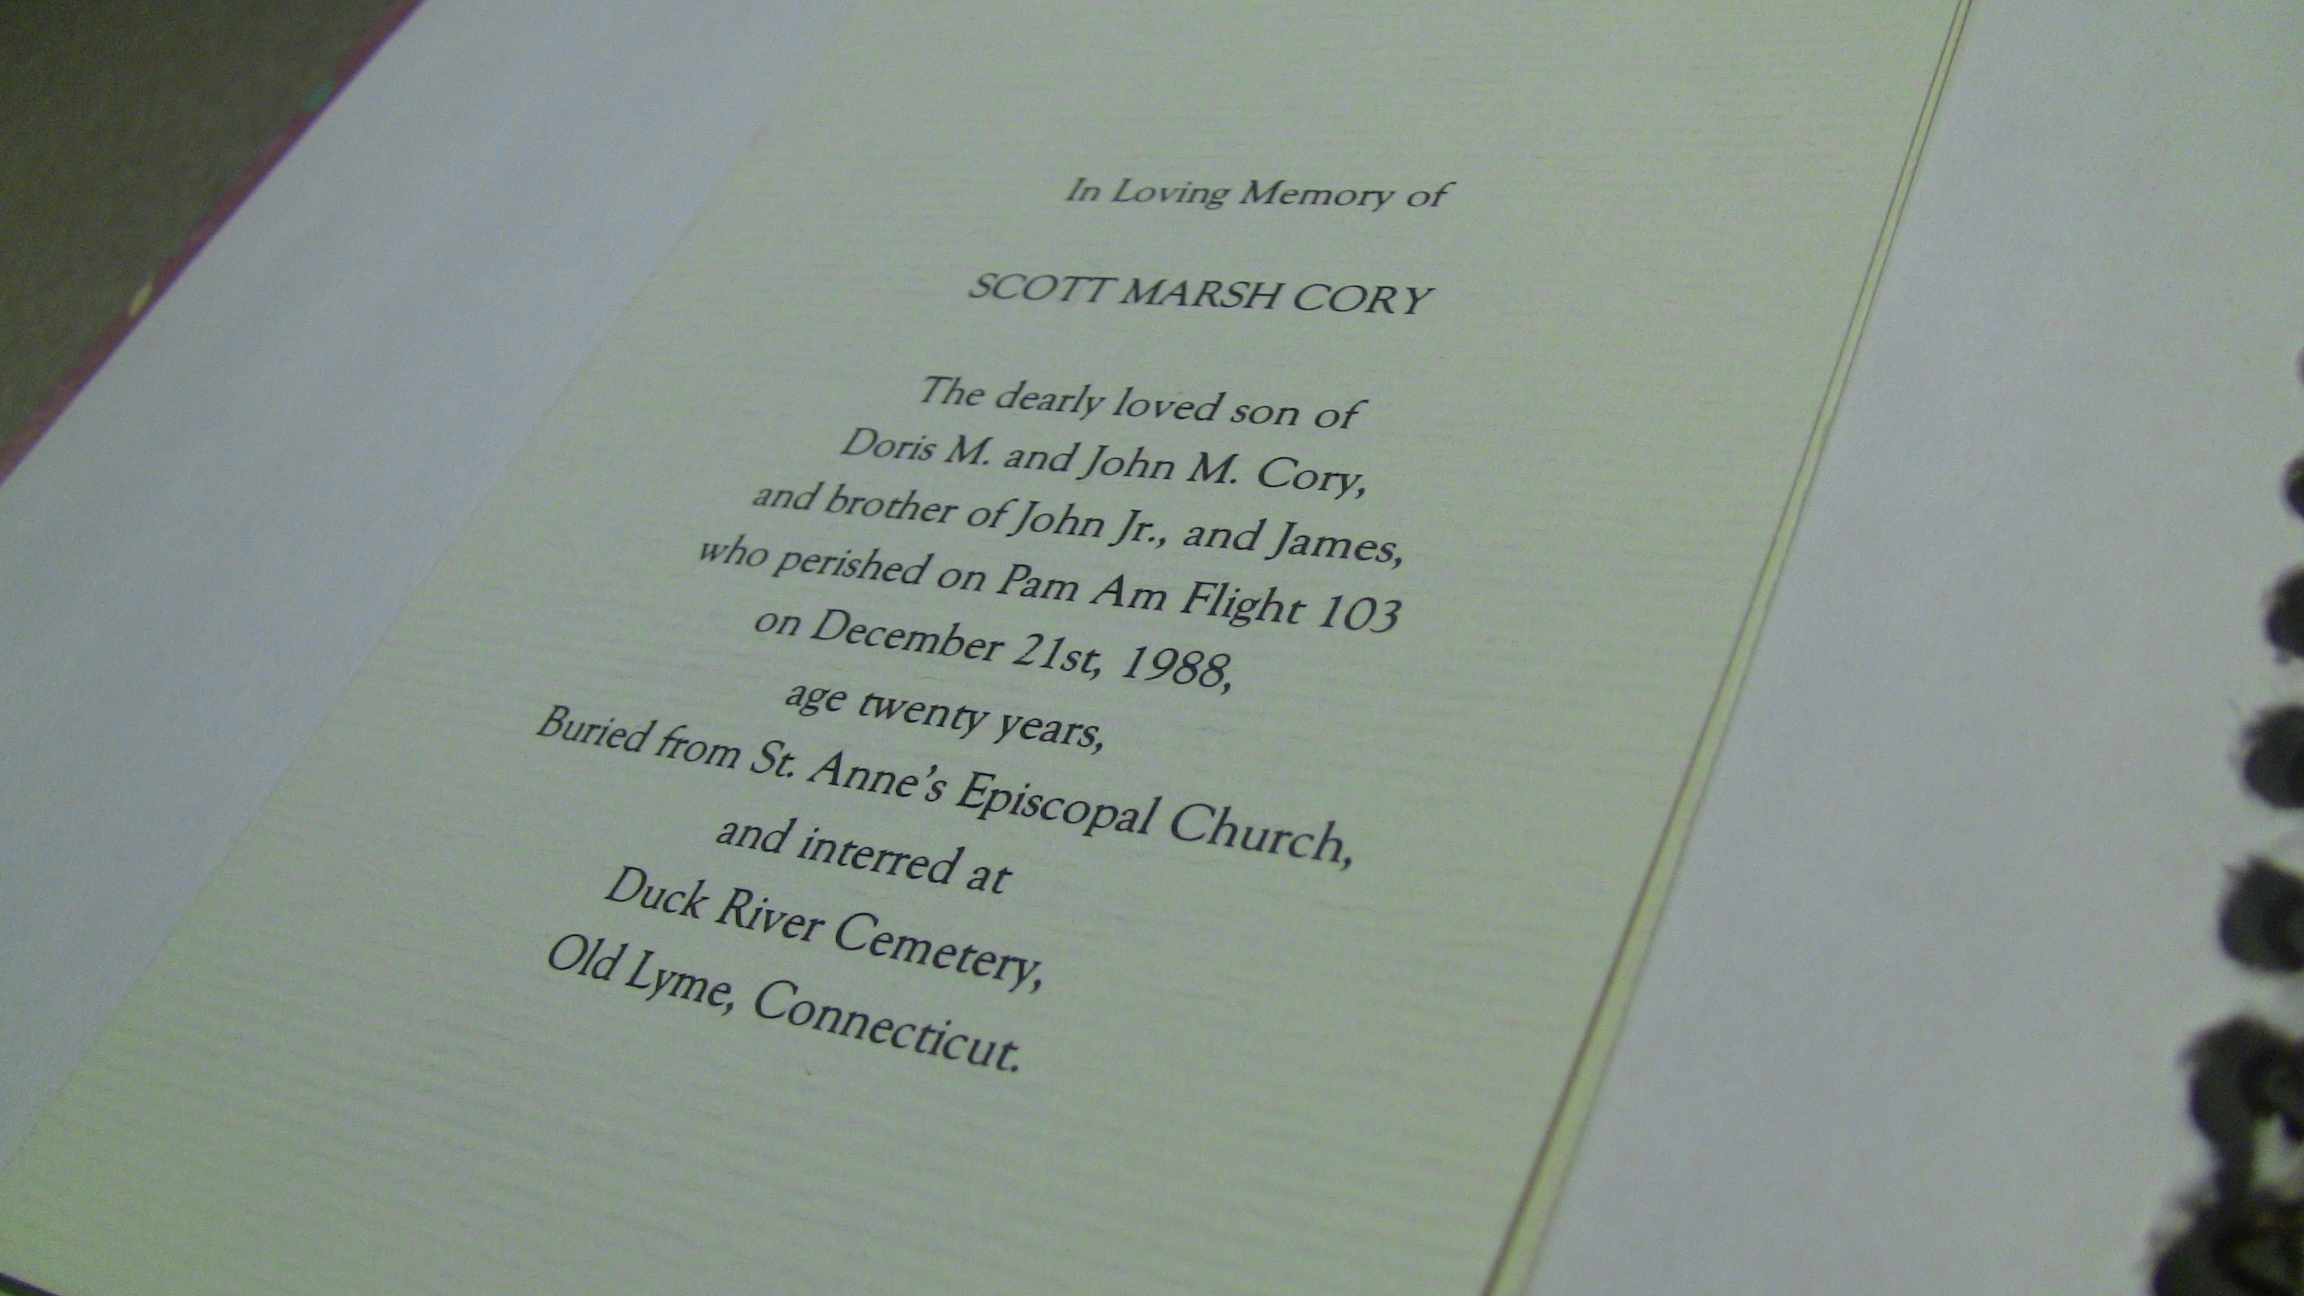 In Loving Memory of
SCOTT MARSH CORY
The dearly loved son of
Doris M. and John M. Cory,
and brother of John Jr., and James,
who perished on Pam Am Flight 103
on December 21st, 1988,
age twenty years,
Buried from St. Anne's Episcopal Church,
and interred at
Duck River Cemetery,
Old Lyme, Connecticut.